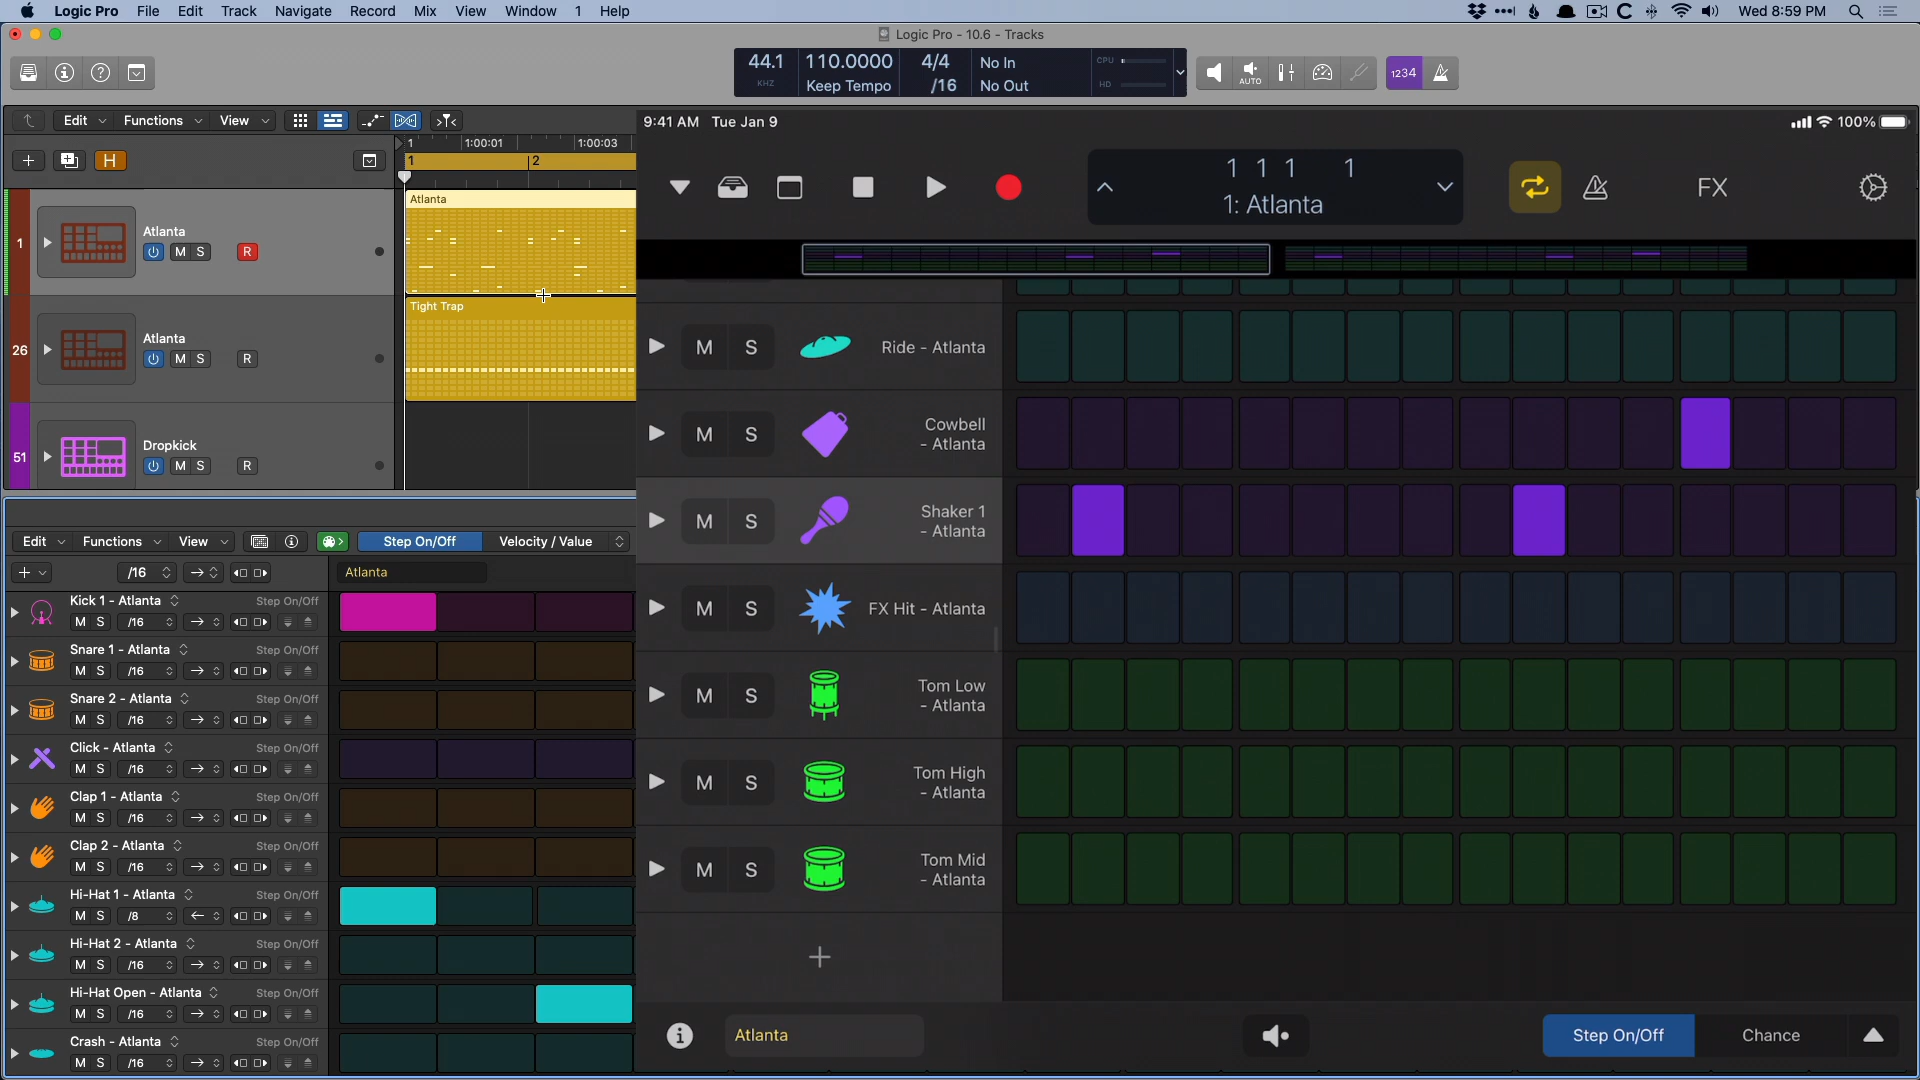 Logic Pro File Edit Track Navigate Record Mix View Window 1 Help
Wed 8:59 PM
Logic Pro - 10.6 - Tracks
44.1 110.0000 4/4 No In CPU
KHZ Keep Tempo /16 No Out HD
AUTO
1234
Edit Functions View
H
1 1:00:01 1:00:03
1 2
1
Atlanta
M S R
Atlanta
26
Atlanta
M S R
Tight Trap
51
Dropkick
M S R
Edit Functions View Step On/Off Velocity / Value
/16 Atlanta
Kick 1 - Atlanta Step On/Off
M S /16
Snare 1 - Atlanta Step On/Off
M S /16
Snare 2 - Atlanta Step On/Off
M S /16
Click - Atlanta Step On/Off
M S /16
Clap 1 - Atlanta Step On/Off
M S /16
Clap 2 - Atlanta Step On/Off
M S /16
Hi-Hat 1 - Atlanta Step On/Off
M S /8
Hi-Hat 2 - Atlanta Step On/Off
M S /16
Hi-Hat Open - Atlanta Step On/Off
M S /16
Crash - Atlanta Step On/Off
M S /16
9:41 AM Tue Jan 9
100%
1 1 1 1
1: Atlanta
FX
M S Ride - Atlanta
M S Cowbell
- Atlanta
M S Shaker 1
- Atlanta
M S FX Hit - Atlanta
M S Tom Low
- Atlanta
M S Tom High
- Atlanta
M S Tom Mid
- Atlanta
Atlanta
Step On/Off Chance